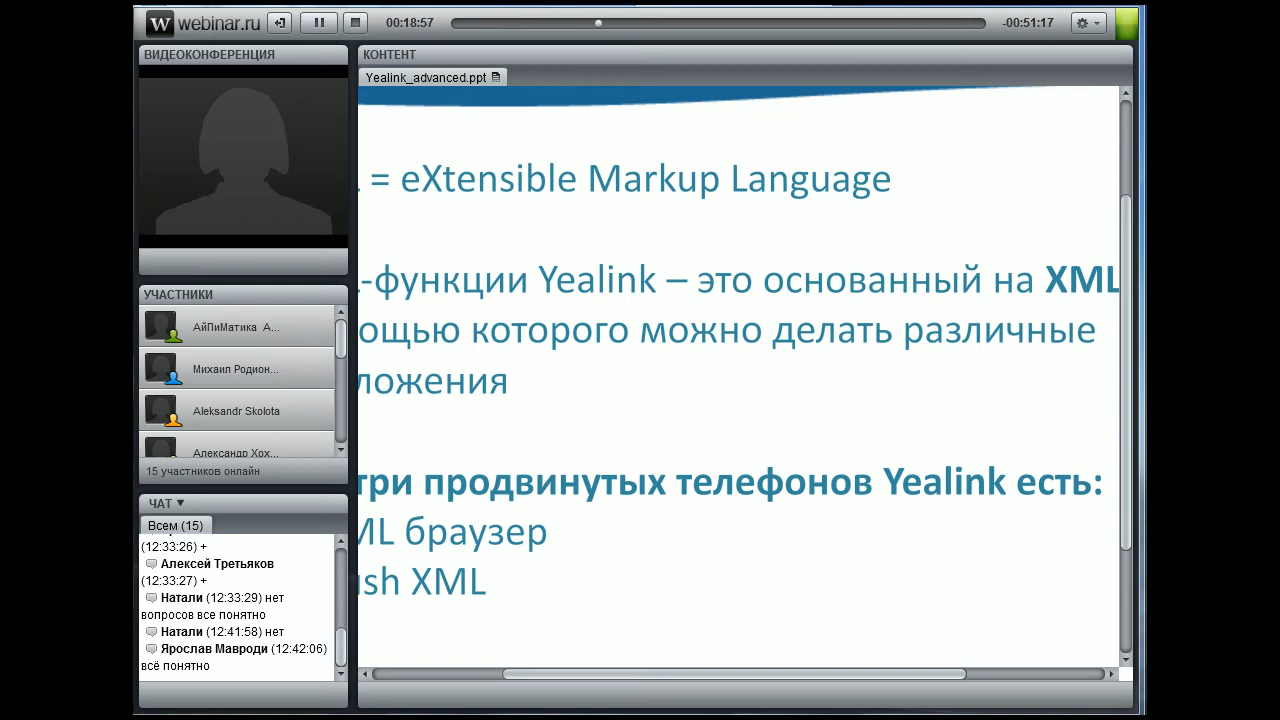 w webinar.ru
00:18:57
-00:51:17
ВИДЕОКОНФЕРЕНЦИЯ
УЧАСТНИКИ
АйПиМатика А...
Михаил Родион...
Aleksandr Skolota
Александр Хох...
15 участников онлайн
ЧАТ
Всем (15)
(12:33:26) +
Алексей Третьяков
(12:33:27) +
Натали (12:33:29) нет
вопросов все понятно
Натали (12:41:58) нет
Ярослав Мавроди (12:42:06)
всё понятно
КОНТЕНТ
Yealink_advanced.ppt
= eXtensible Markup Language
-функции Yealink – это основанный на XML
ощью которого можно делать различные
ложения
три продвинутых телефонов Yealink есть:
ML браузер
sh XML